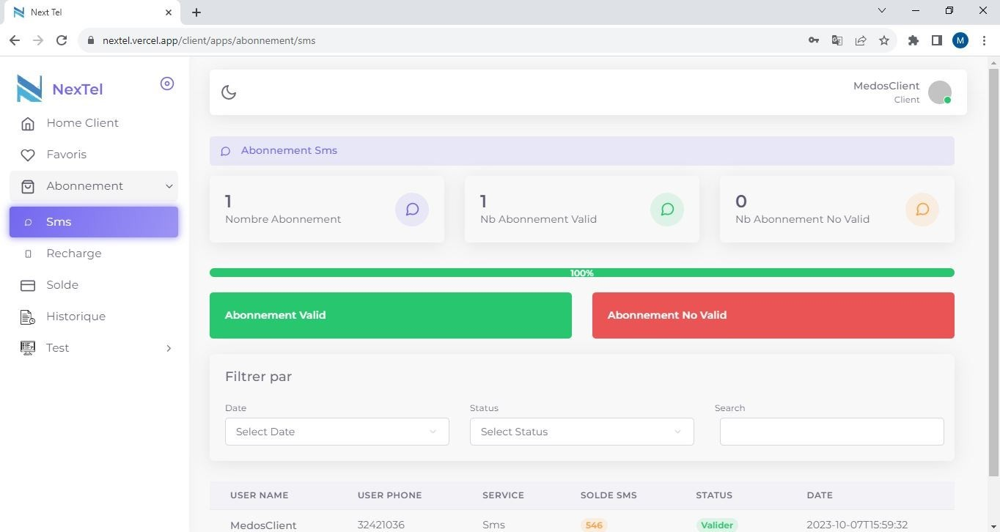 Next Tel
nextel.vercel.app/client/apps/abonnement/sms
M
NexTel
Home Client
Favoris
Abonnement
Sms
Recharge
Solde
Historique
Test
MedosClient
Client
Abonnement Sms
1
Nombre Abonnement
1
Nb Abonnement Valid
0
Nb Abonnement No Valid
100%
Abonnement Valid
Abonnement No Valid
Filtrer par
Date
Status
Search
Select Date
Select Status
USER NAME USER PHONE SERVICE SOLDE SMS STATUS DATE
MedosClient 32421036 Sms 546 Valider 2023-10-07T15:59:32